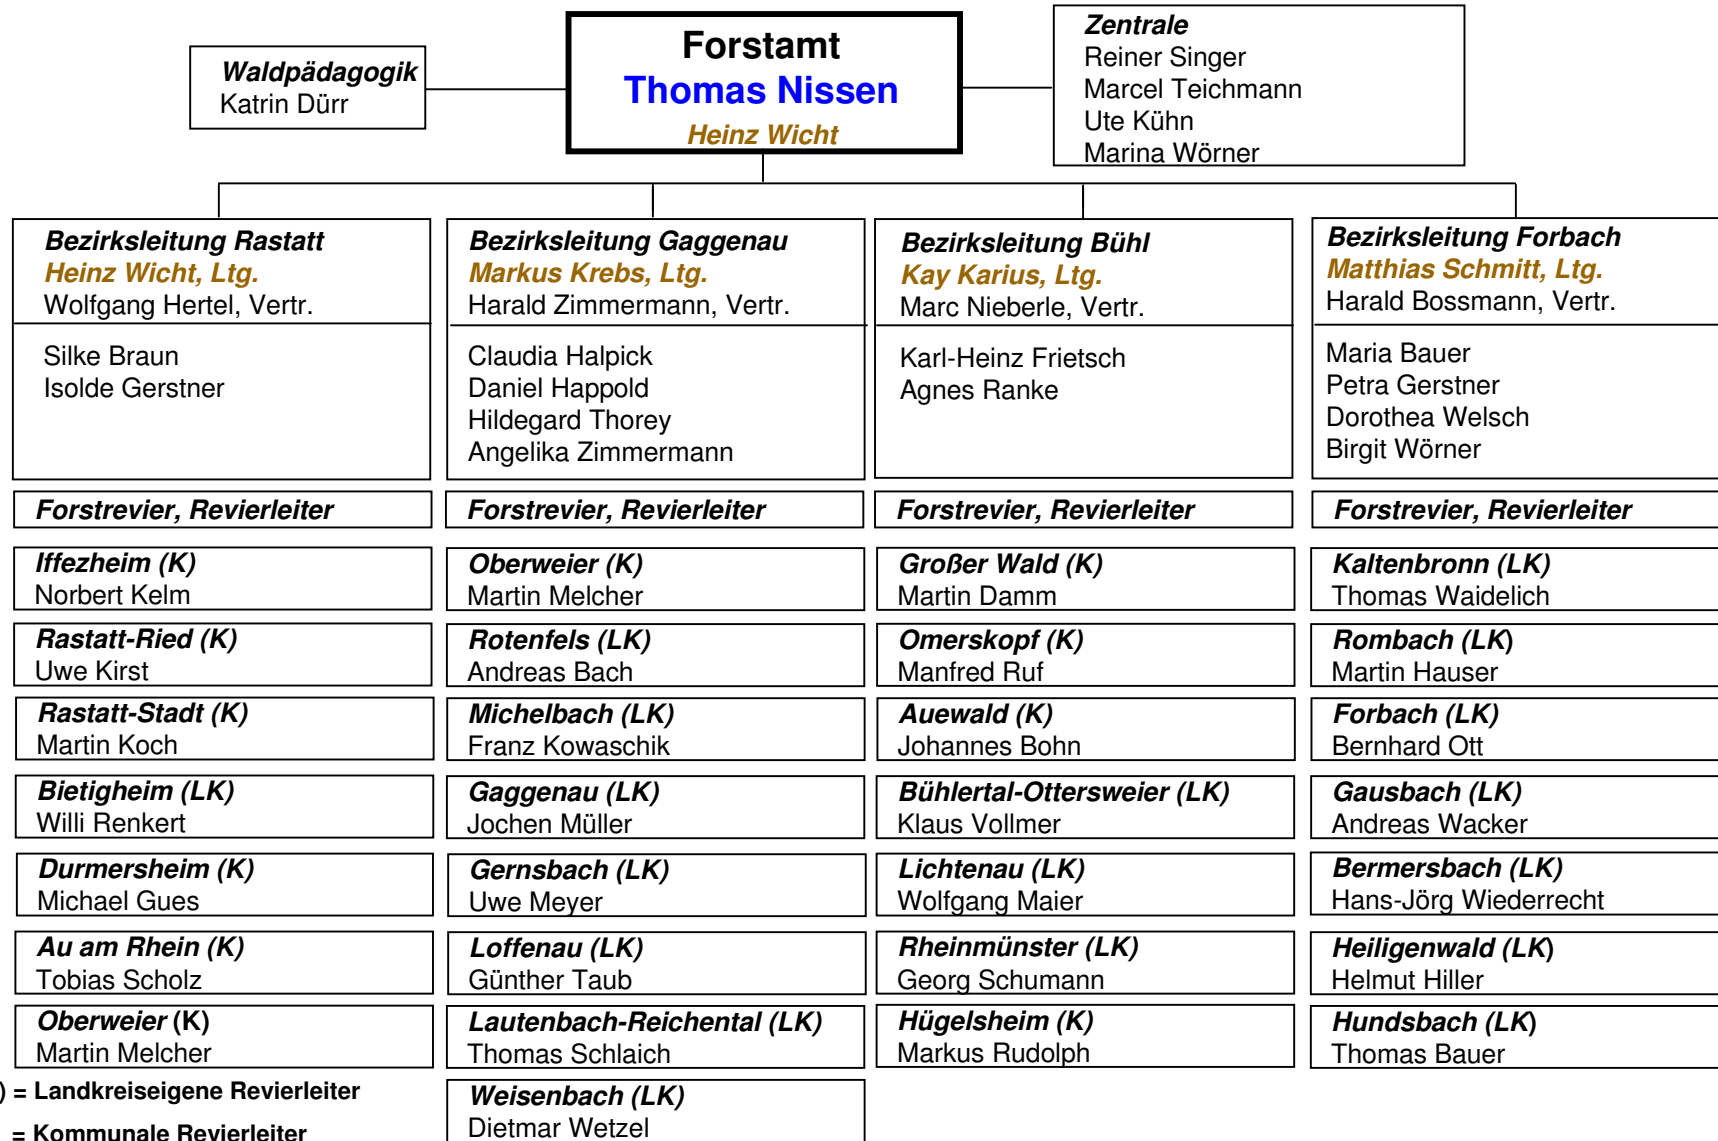 Forstamt
Thomas Nissen
Heinz Wicht
Waldpädagogik
Katrin Dürr
Zentrale
Reiner Singer
Marcel Teichmann
Ute Kühn
Marina Wörner
Bezirksleitung Rastatt
Heinz Wicht, Ltg.
Wolfgang Hertel, Vertr.
Silke Braun
Isolde Gerstner
Forstrevier, Revierleiter
Iffezheim (K)
Norbert Kelm
Rastatt-Ried (K)
Uwe Kirst
Rastatt-Stadt (K)
Martin Koch
Bietigheim (LK)
Willi Renkert
Durmersheim (K)
Michael Gues
Au am Rhein (K)
Tobias Scholz
Oberweier (K)
Martin Melcher
Bezirksleitung Gaggenau
Markus Krebs, Ltg.
Harald Zimmermann, Vertr.
Claudia Halpick
Daniel Happold
Hildegard Thorey
Angelika Zimmermann
Forstrevier, Revierleiter
Oberweier (K)
Martin Melcher
Rotenfels (LK)
Andreas Bach
Michelbach (LK)
Franz Kowaschik
Gaggenau (LK)
Jochen Müller
Gernsbach (LK)
Uwe Meyer
Loffenau (LK)
Günther Taub
Lautenbach-Reichental (LK)
Thomas Schlaich
Weisenbach (LK)
Dietmar Wetzel
Bezirksleitung Bühl
Kay Karius, Ltg.
Marc Nieberle, Vertr.
Karl-Heinz Frietsch
Agnes Ranke
Forstrevier, Revierleiter
Großer Wald (K)
Martin Damm
Omerskopf (K)
Manfred Ruf
Auewald (K)
Johannes Bohn
Bühlertal-Ottersweier (LK)
Klaus Vollmer
Lichtenau (LK)
Wolfgang Maier
Rheinmünster (LK)
Georg Schumann
Hügelsheim (K)
Markus Rudolph
Bezirksleitung Forbach
Matthias Schmitt, Ltg.
Harald Bossmann, Vertr.
Maria Bauer
Petra Gerstner
Dorothea Welsch
Birgit Wörner
Forstrevier, Revierleiter
Kaltenbronn (LK)
Thomas Waidelich
Rombach (LK)
Martin Hauser
Forbach (LK)
Bernhard Ott
Gausbach (LK)
Andreas Wacker
Bermersbach (LK)
Hans-Jörg Wiederrecht
Heiligenwald (LK)
Helmut Hiller
Hundsbach (LK)
Thomas Bauer
) = Landkreiseigene Revierleiter
= Kommunale Revierleiter